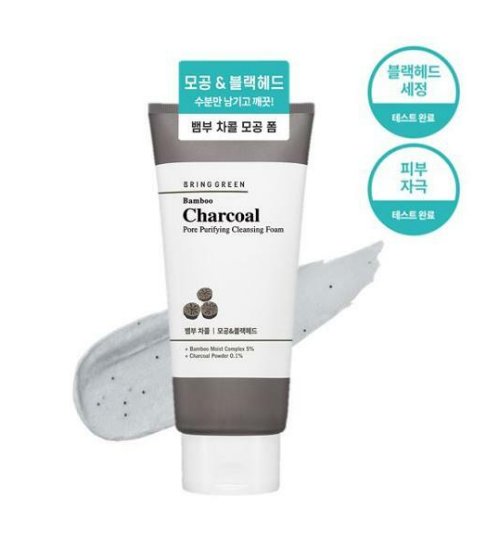 모공 & 블랙헤드
수분만 남기고 깨끗!
뱀부 차콜 모공 폼
블랙헤드
세정
테스트 완료
피부
자극
테스트 완료
BRINGGREEN
Bamboo
Charcoal
Pore Purifying Cleansing Foam
뱀부 차콜 | 모공&블랙헤드
+ Bamboo Moist Complex 5%
+ Charcoal Powder 0.1%